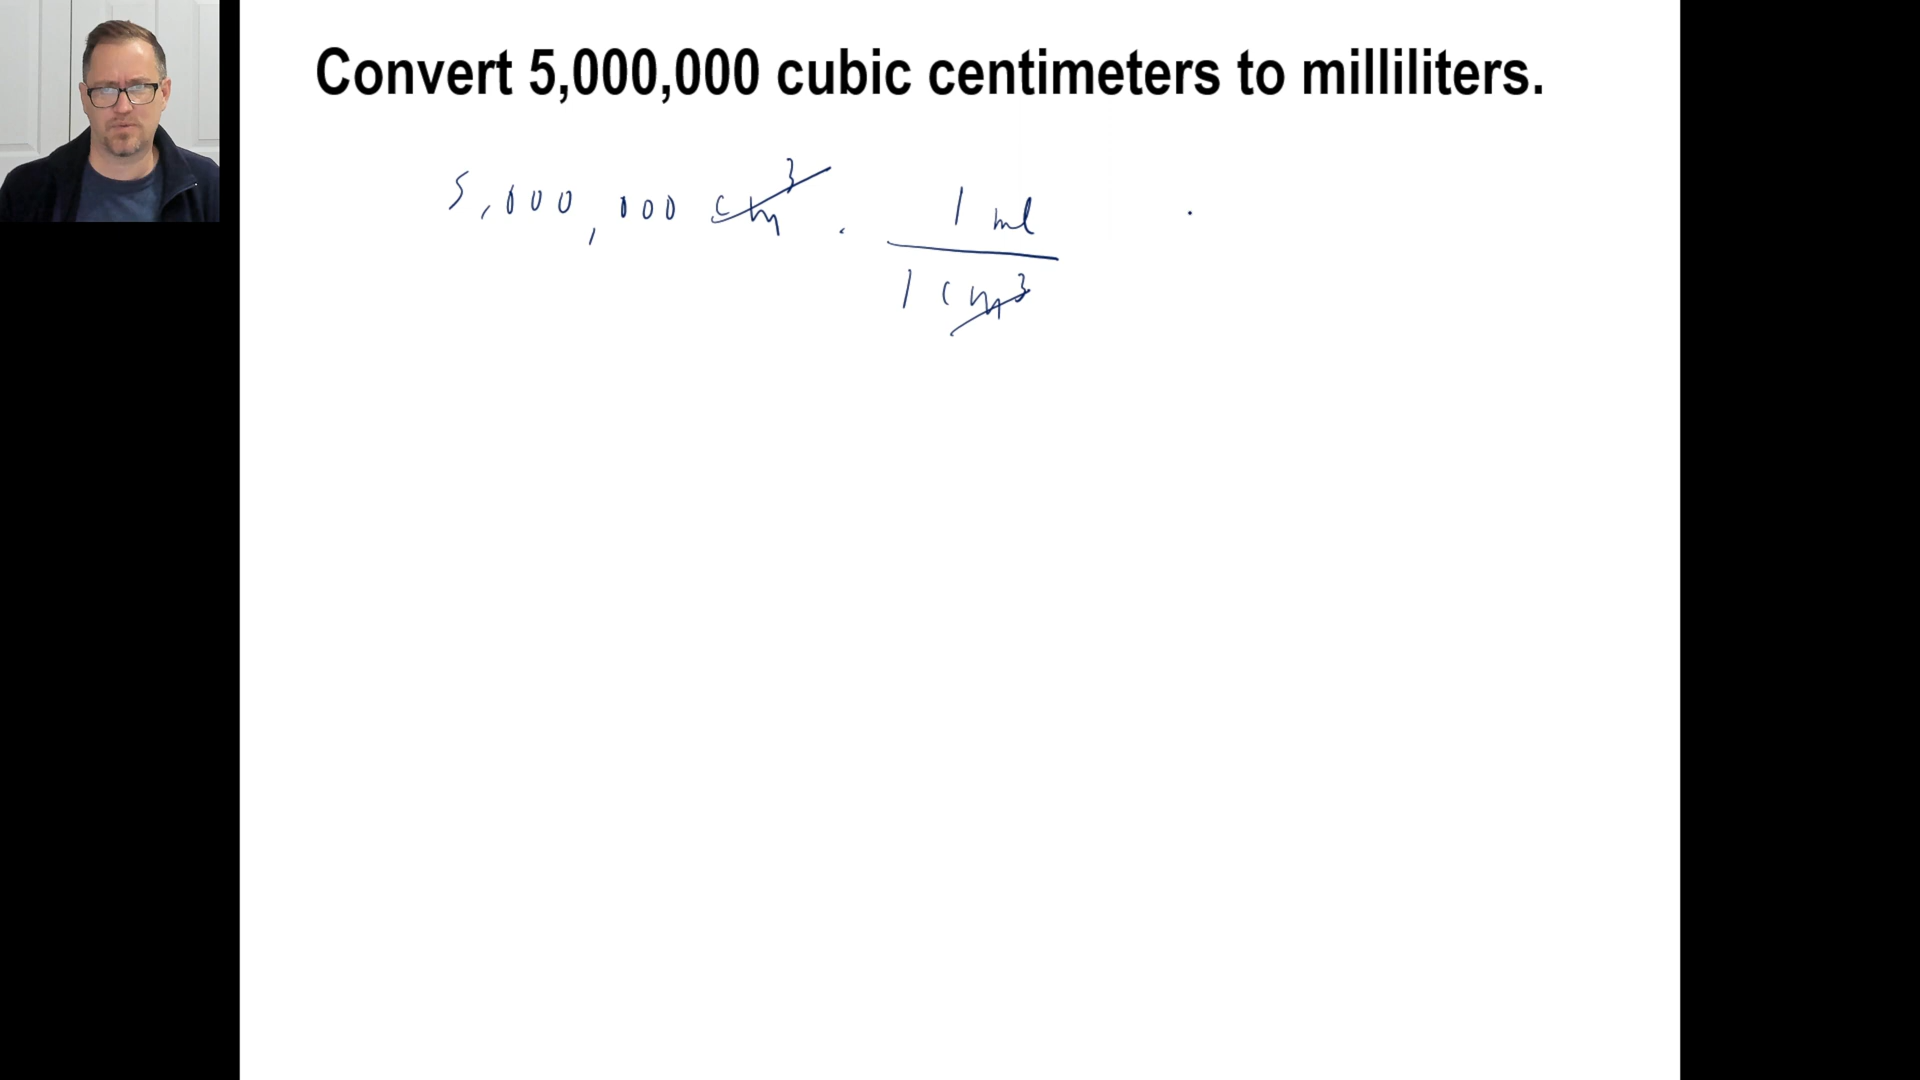 Convert 5,000,000 cubic centimeters to milliliters.
5,000,000 cm³ · 1 ml
1 cm³